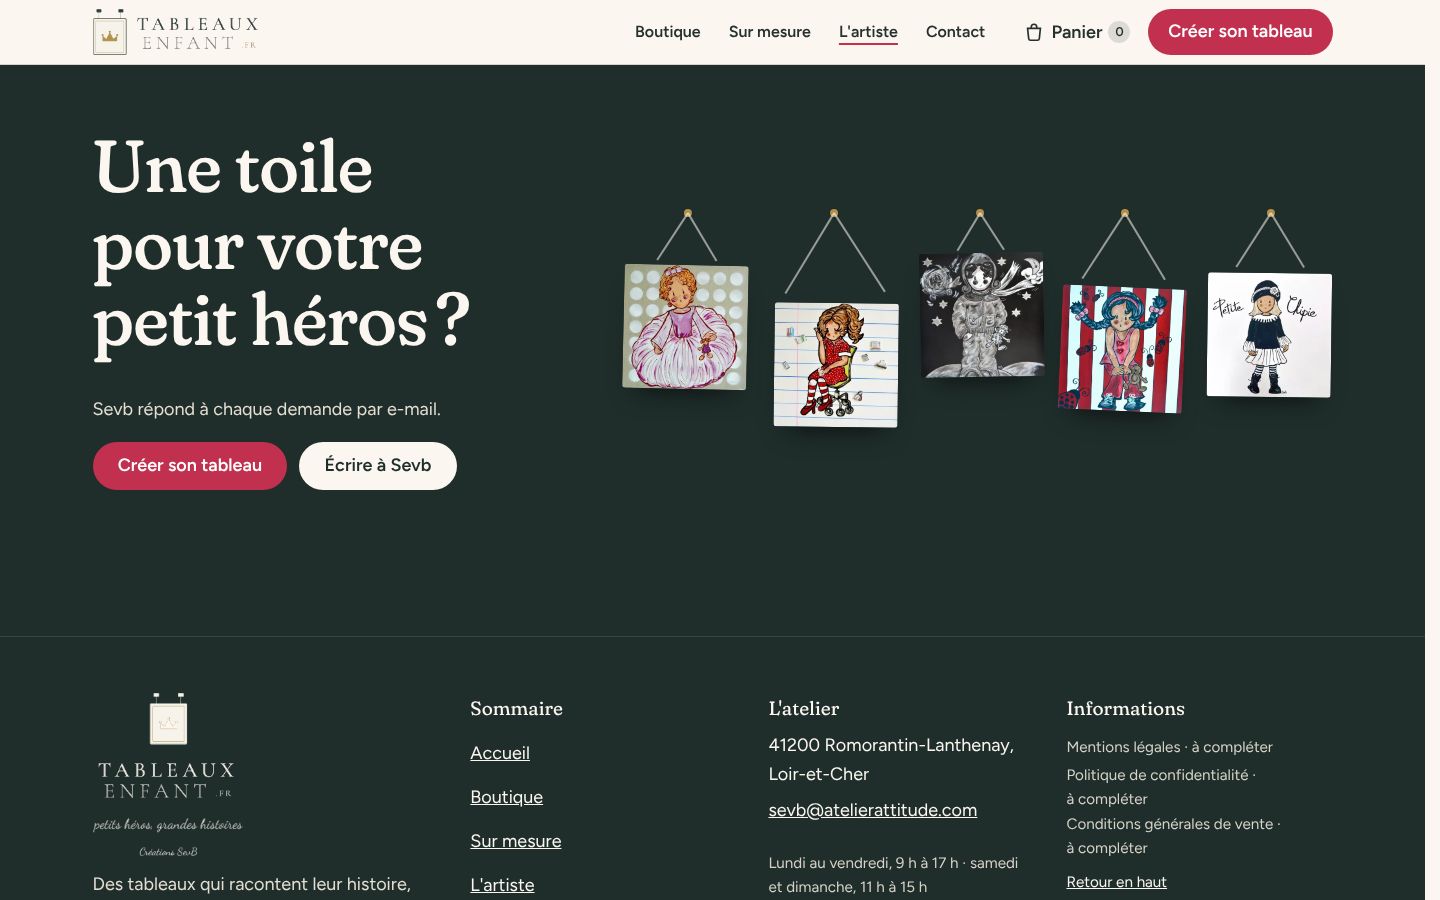 TABLEAUX
ENFANT .FR
Boutique
Sur mesure
L'artiste
Contact
Panier 0
Créer son tableau
Une toile
pour votre
petit héros ?
Sevb répond à chaque demande par e-mail.
Créer son tableau
Écrire à Sevb
Petite Chipie
TABLEAUX
ENFANT .FR
petits héros, grandes histoires
Créations SevB
Des tableaux qui racontent leur histoire,
Sommaire
Accueil
Boutique
Sur mesure
L'artiste
L'atelier
41200 Romorantin-Lanthenay,
Loir-et-Cher
sevb@atelierattitude.com
Lundi au vendredi, 9 h à 17 h · samedi
et dimanche, 11 h à 15 h
Informations
Mentions légales · à compléter
Politique de confidentialité ·
à compléter
Conditions générales de vente ·
à compléter
Retour en haut